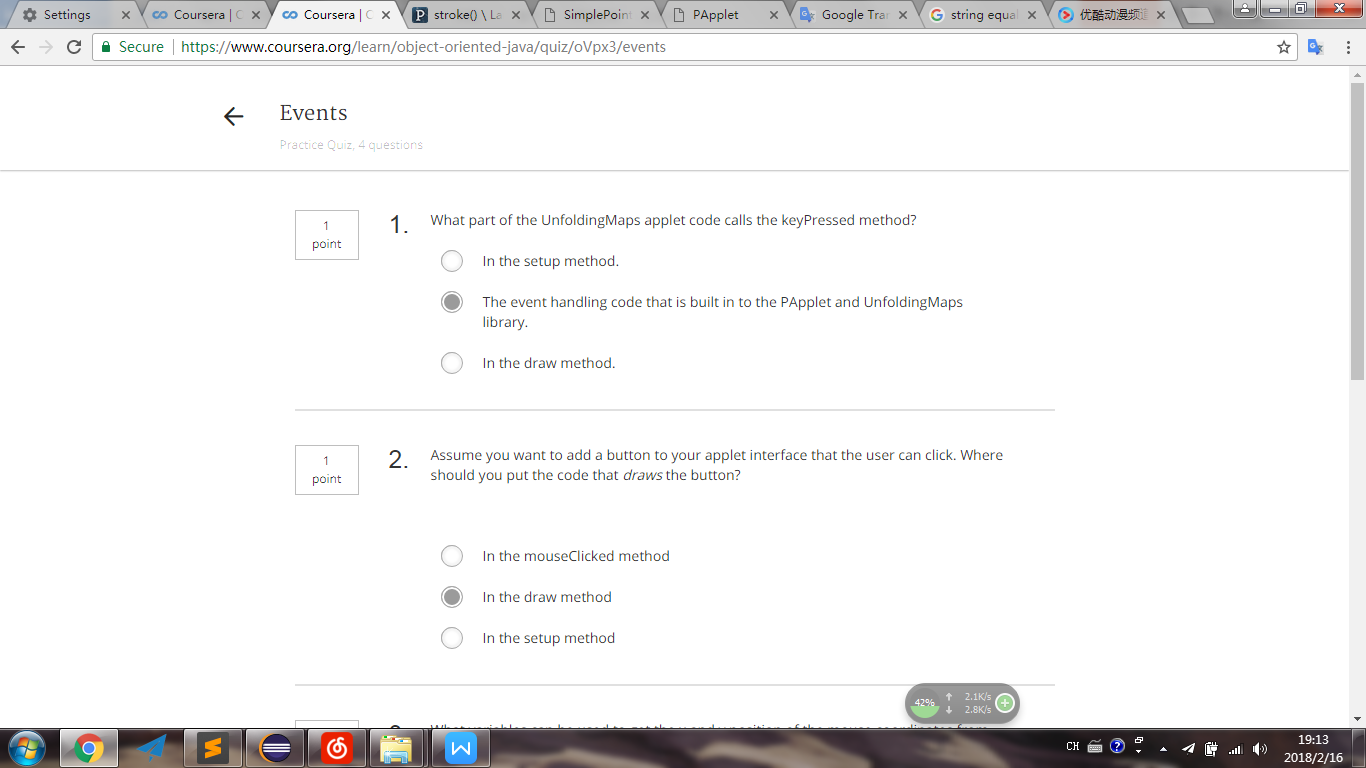 Settings
Coursera | C
Coursera | C
stroke() \ La
SimplePoin
PApplet
Google Tra
string equal
优酷动漫频道
Secure | https://www.coursera.org/learn/object-oriented-java/quiz/oVpx3/events
Events
Practice Quiz, 4 questions
1
point
1.
What part of the UnfoldingMaps applet code calls the keyPressed method?
In the setup method.
The event handling code that is built in to the PApplet and UnfoldingMaps
library.
In the draw method.
1
point
2.
Assume you want to add a button to your applet interface that the user can click. Where
should you put the code that draws the button?
In the mouseClicked method
In the draw method
In the setup method
42%
2.1K/s
2.8K/s
CH
19:13
2018/2/16